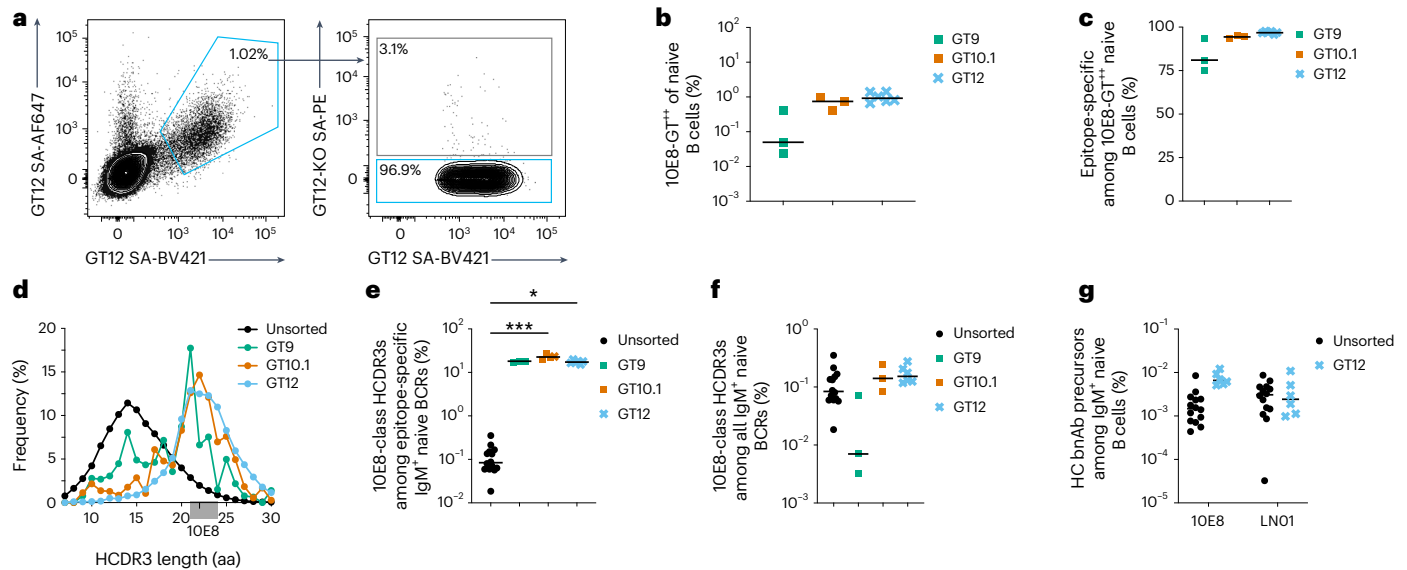 a
GT12 SA-AF647
10⁵
10⁴
10³
0
1.02%
0 10³ 10⁴ 10⁵
GT12 SA-BV421
GT12-KO SA-PE
10⁵
10⁴
10³
0
3.1%
96.9%
0 10³ 10⁴ 10⁵
GT12 SA-BV421
b
10E8-GT⁺⁺ of naive
B cells (%)
10²
10¹
10⁰
10⁻¹
10⁻²
10⁻³
GT9
GT10.1
GT12
c
Epitope-specific
among 10E8-GT⁺⁺
B cells (%)
100
75
50
25
0
GT9
GT10.1
GT12
d
Frequency (%)
20
16
12
8
4
0
10 15 20 25 30
10E8
HCDR3 length (aa)
Unsorted
GT9
GT10.1
GT12
e
10E8-class HCDR3s
among epitope-specific
IgM⁺ naive BCRs (%)
10²
10¹
10⁰
10⁻¹
10⁻²
*
***
Unsorted
GT9
GT10.1
GT12
f
10E8-class HCDR3s
among all IgM⁺ naive
BCRs (%)
10⁰
10⁻¹
10⁻²
10⁻³
Unsorted
GT9
GT10.1
GT12
g
HC bnAb precursors
among IgM⁺ naive
B cells (%)
10⁻¹
10⁻²
10⁻³
10⁻⁴
10⁻⁵
10E8 LN01
Unsorted
GT12